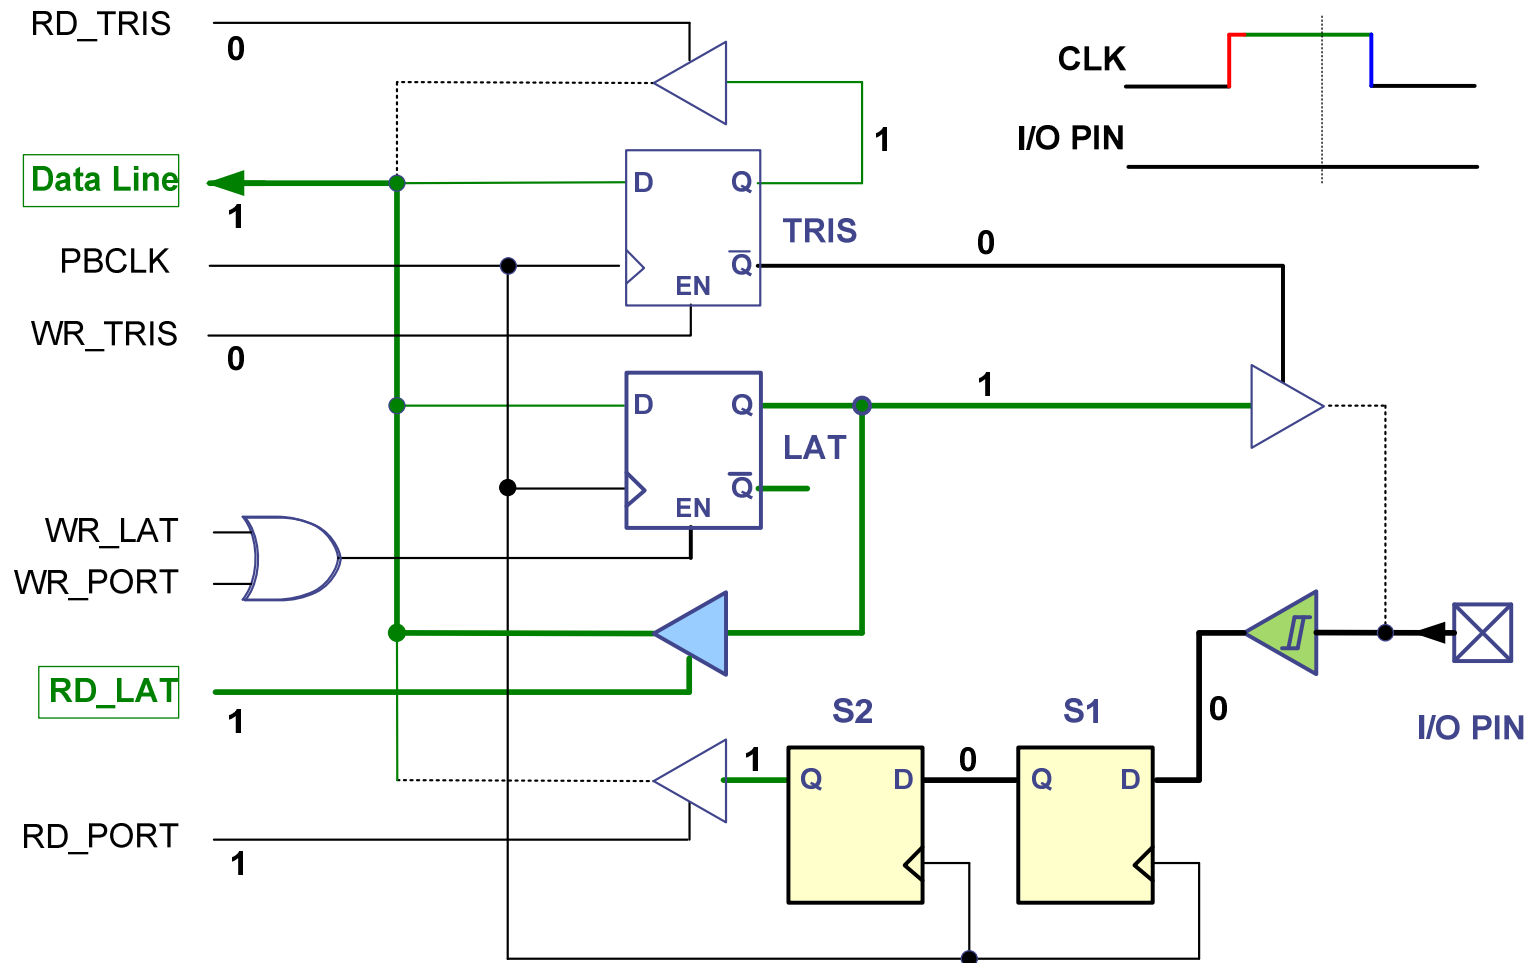 RD_TRIS
0
CLK
I/O PIN
1
Data Line
1
D
Q
TRIS
PBCLK
Q
EN
0
WR_TRIS
0
D
Q
1
LAT
Q
EN
WR_LAT
WR_PORT
RD_LAT
1
S2
S1
0
I/O PIN
1
Q
D
0
Q
D
RD_PORT
1